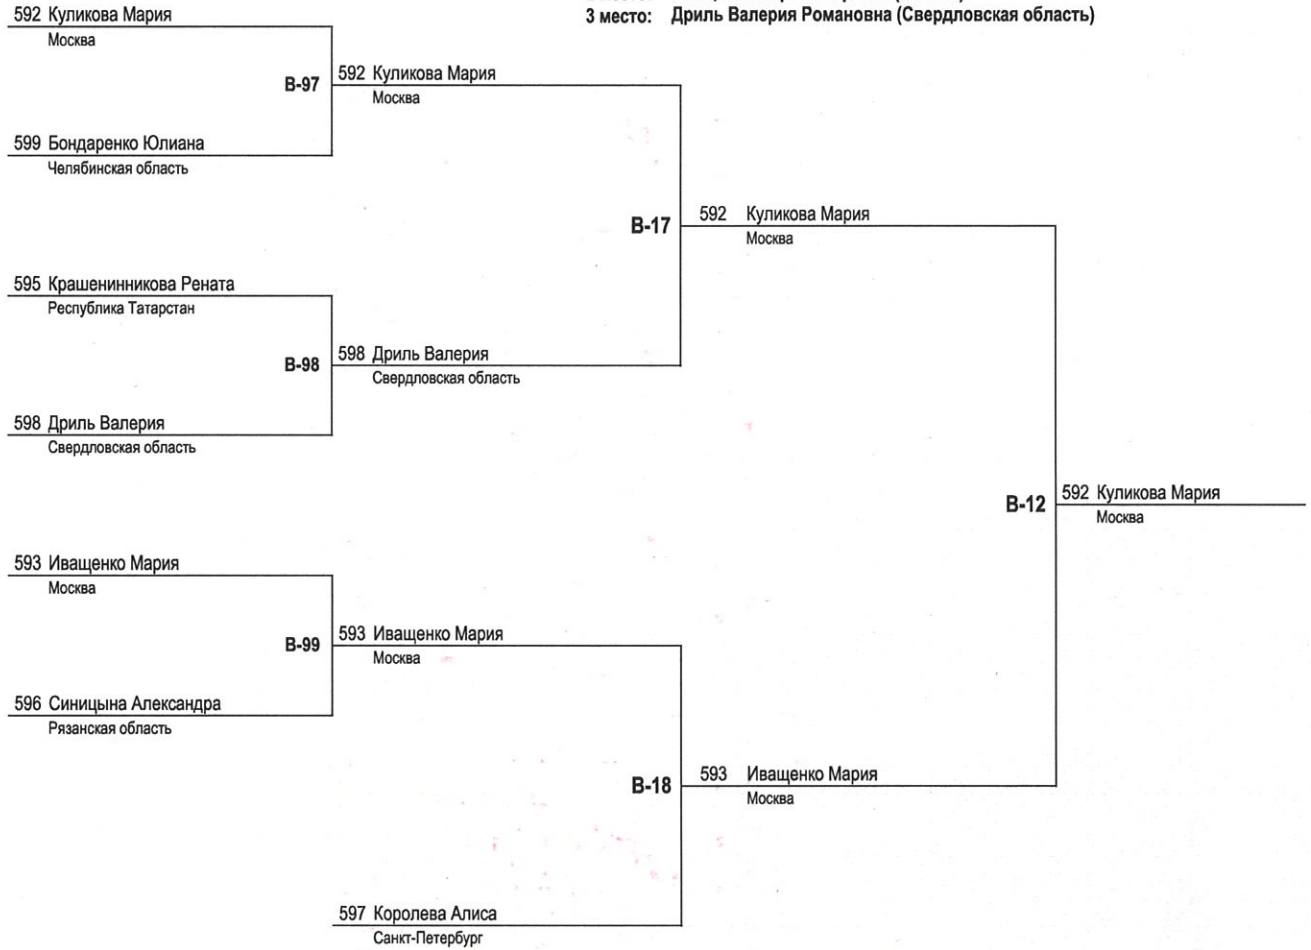 3 место: Дриль Валерия Романовна (Свердловская область)
592 Куликова Мария
Москва
B-97
592 Куликова Мария
Москва
599 Бондаренко Юлиана
Челябинская область
B-17
592 Куликова Мария
Москва
595 Крашенинникова Рената
Республика Татарстан
B-98
598 Дриль Валерия
Свердловская область
598 Дриль Валерия
Свердловская область
B-12
592 Куликова Мария
Москва
593 Иващенко Мария
Москва
B-99
593 Иващенко Мария
Москва
596 Синицына Александра
Рязанская область
B-18
593 Иващенко Мария
Москва
597 Королева Алиса
Санкт-Петербург